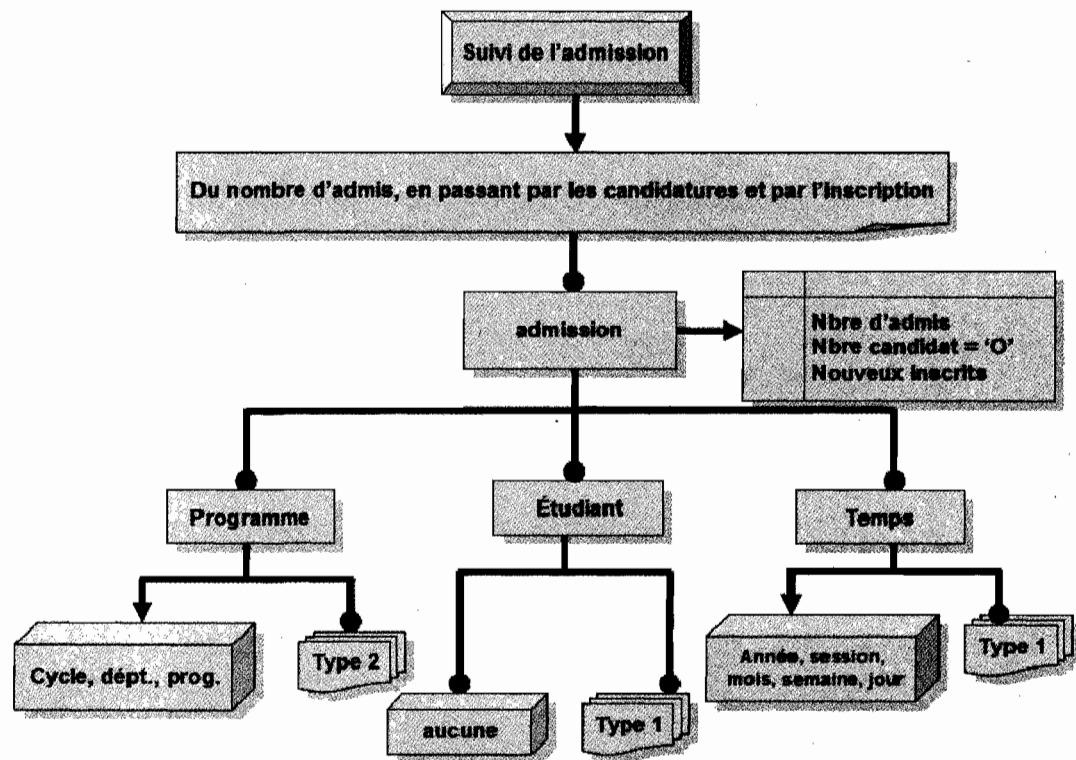 Suivi de l'admission
Du nombre d'admis, en passant par les candidatures et par l'inscription
admission
Nbre d'admis
Nbre candidat = 'O'
Nouveux inscrits
Programme
Étudiant
Temps
Cycle, dépt., prog.
Type 2
aucune
Type 1
Année, session,
mois, semaine, jour
Type 1